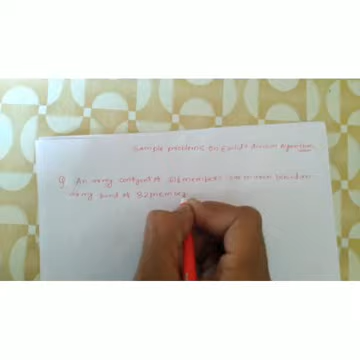 Sample problems on Euclid's division algorithm
Q An army contingent of 616 members is to march behind an
army band of 32 members